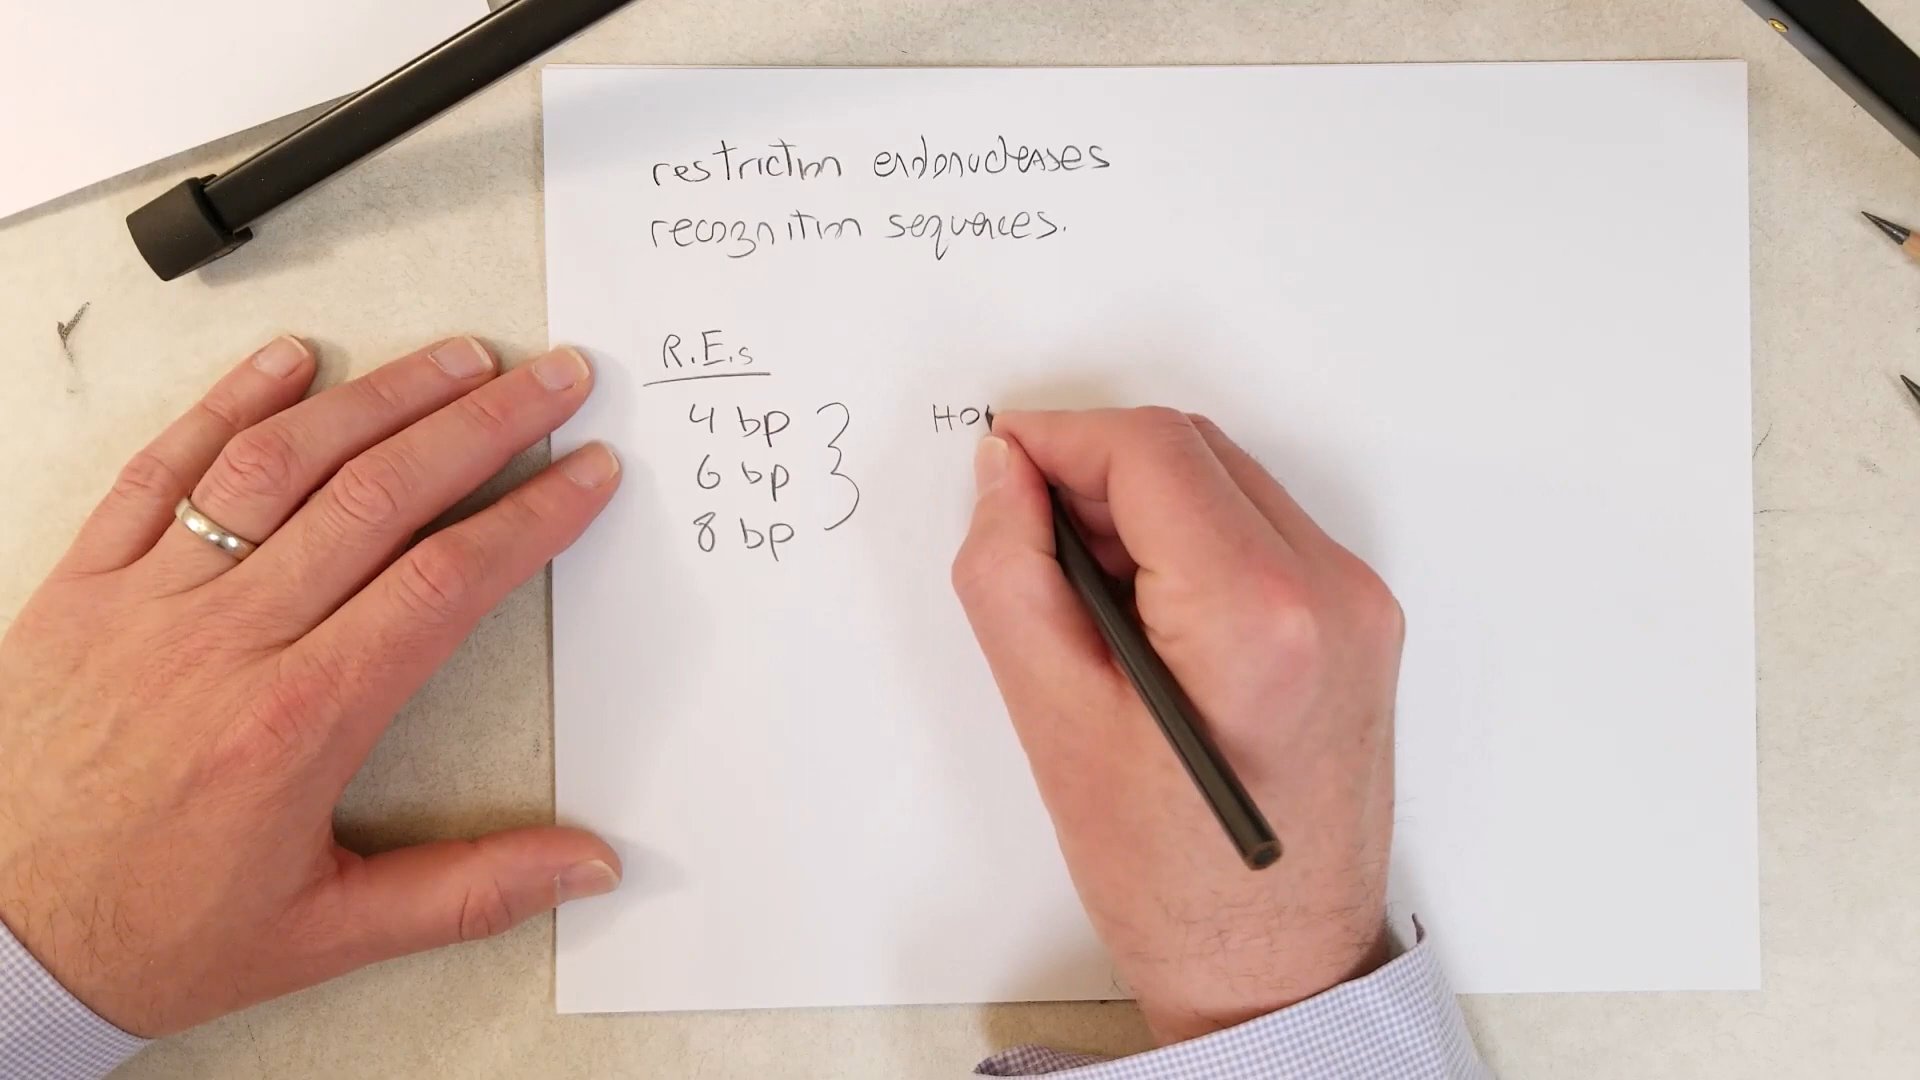 restriction endonucleases
recognition sequences.
R.E.s
4 bp
6 bp
8 bp